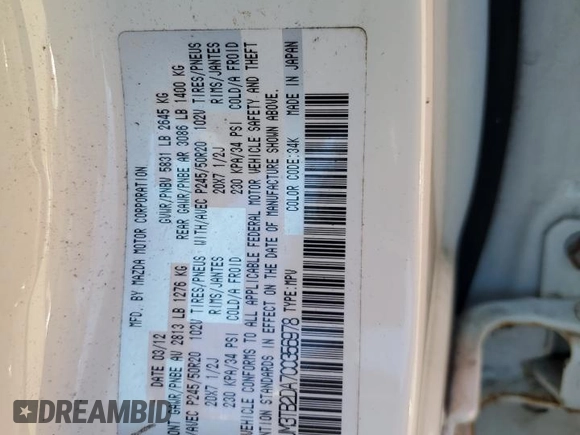 MFD. BY MAZDA MOTOR CORPORATION
DATE 03/12 GVWR/PNBV 5831 LB 2645 KG
GAWR/PNBE AV 2813 LB 1276 KG REAR GAWR/PNBE AR 3086 LB 1400 KG
P245/50R20 102V TIRES/PNEUS WITH/AVEC P245/50R20 102V TIRES/PNEUS
20X7 1/2J RIMS/JANTES 20X7 1/2J RIMS/JANTES
230 KPA/34 PSI COLD/A FROID 230 KPA/34 PSI COLD/A FROID
VEHICLE CONFORMS TO ALL APPLICABLE FEDERAL MOTOR VEHICLE SAFETY AND THEFT
STANDARDS IN EFFECT ON THE DATE OF MANUFACTURE SHOWN ABOVE.
TYPE: MPV COLOR CODE: 34K MADE IN JAPAN
DREAMBID